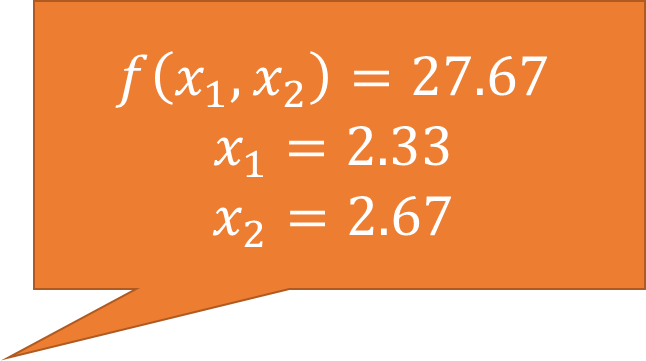 f(x₁, x₂) = 27.67
x₁ = 2.33
x₂ = 2.67